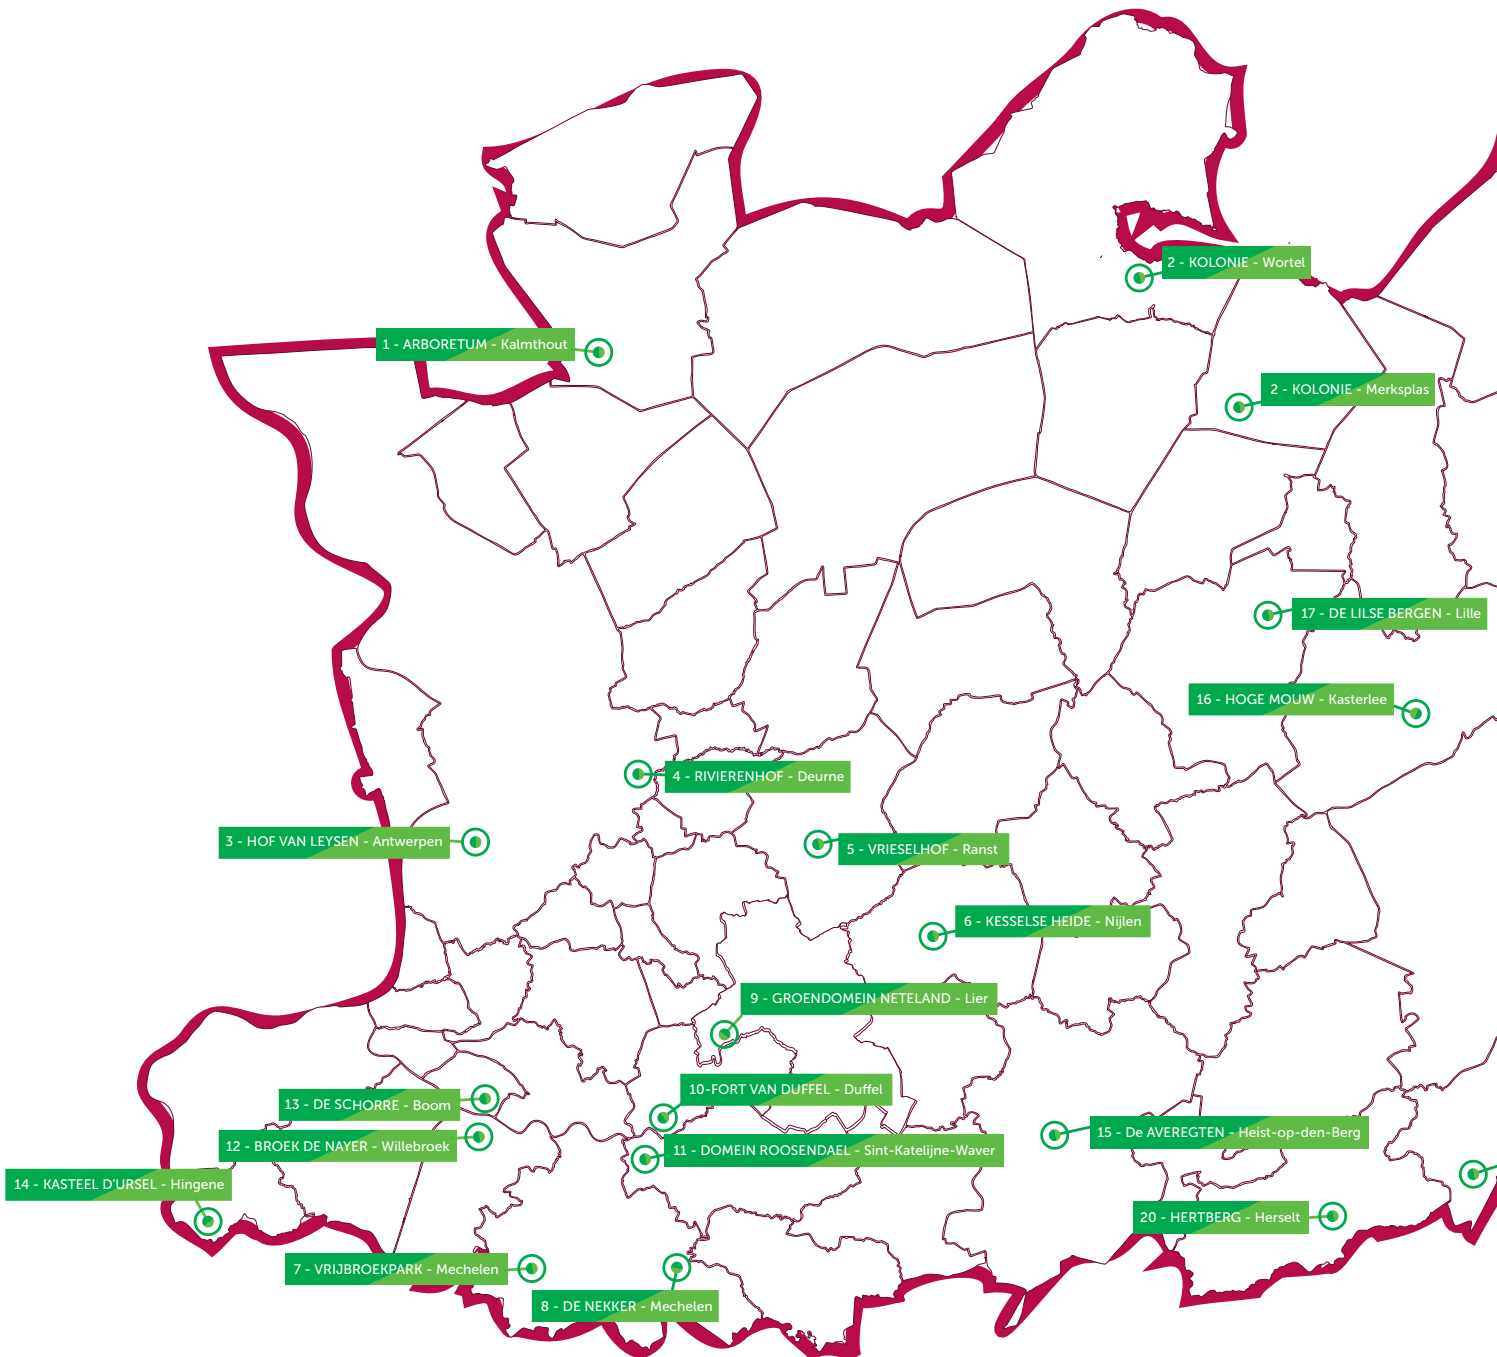 2 - KOLONIE - Wortel
1 - ARBORETUM - Kalmthout
2 - KOLONIE - Merksplas
17 - DE LILSE BERGEN - Lille
16 - HOGE MOUW - Kasterlee
4 - RIVIERENHOF - Deurne
3 - HOF VAN LEYSEN - Antwerpen
5 - VRIESELHOF - Ranst
6 - KESSELSE HEIDE - Nijlen
9 - GROENDOMEIN NETELAND - Lier
10-FORT VAN DUFFEL - Duffel
13 - DE SCHORRE - Boom
15 - De AVEREGTEN - Heist-op-den-Berg
12 - BROEK DE NAYER - Willebroek
11 - DOMEIN ROOSENDAEL - Sint-Katelijne-Waver
14 - KASTEEL D'URSEL - Hingene
20 - HERTBERG - Herselt
7 - VRIJBROEKPARK - Mechelen
8 - DE NEKKER - Mechelen